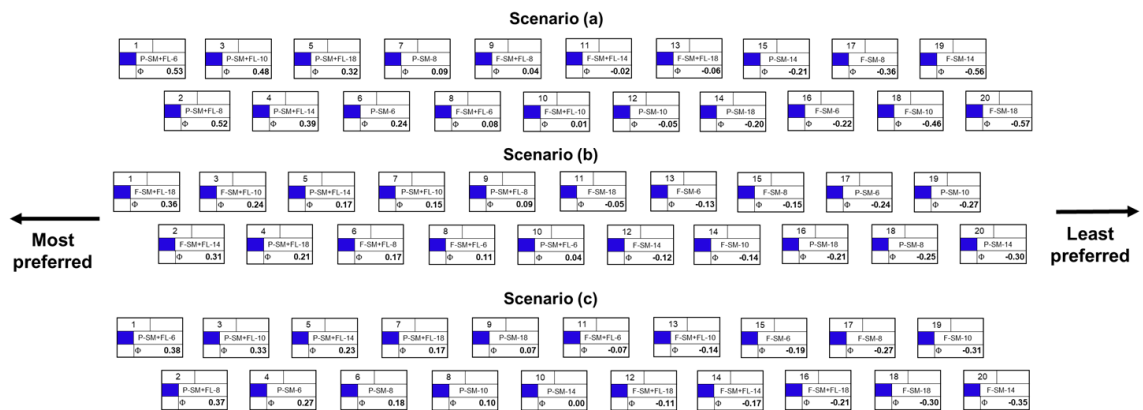 Scenario (a)
1 3 5 7 9 11 13 15 17 19
P-SM+FL-6 P-SM+FL-10 P-SM+FL-18 P-SM-8 F-SM+FL-8 F-SM+FL-14 F-SM+FL-18 P-SM-14 F-SM-8 F-SM-14
Φ 0.53 Φ 0.48 Φ 0.32 Φ 0.09 Φ 0.04 Φ -0.02 Φ -0.06 Φ -0.21 Φ -0.36 Φ -0.56
2 4 6 8 10 12 14 16 18 20
P-SM+FL-8 P-SM+FL-14 P-SM-6 F-SM+FL-6 F-SM+FL-10 P-SM-10 P-SM-18 F-SM-6 F-SM-10 F-SM-18
Φ 0.52 Φ 0.39 Φ 0.24 Φ 0.08 Φ 0.01 Φ -0.05 Φ -0.20 Φ -0.22 Φ -0.46 Φ -0.57
Scenario (b)
1 3 5 7 9 11 13 15 17 19
F-SM+FL-18 F-SM+FL-10 P-SM+FL-14 P-SM+FL-10 P-SM+FL-8 F-SM-18 F-SM-6 F-SM-8 P-SM-6 P-SM-10
Φ 0.36 Φ 0.24 Φ 0.17 Φ 0.15 Φ 0.09 Φ -0.05 Φ -0.13 Φ -0.15 Φ -0.24 Φ -0.27
2 4 6 8 10 12 14 16 18 20
F-SM+FL-14 P-SM+FL-18 F-SM+FL-8 F-SM+FL-6 P-SM+FL-6 F-SM-14 F-SM-10 P-SM-18 P-SM-8 P-SM-14
Φ 0.31 Φ 0.21 Φ 0.17 Φ 0.11 Φ 0.04 Φ -0.12 Φ -0.14 Φ -0.21 Φ -0.25 Φ -0.30
Most
preferred
Least
preferred
Scenario (c)
1 3 5 7 9 11 13 15 17 19
P-SM+FL-6 P-SM+FL-10 P-SM+FL-14 P-SM+FL-18 P-SM-18 F-SM+FL-6 F-SM+FL-10 F-SM-6 F-SM-8 F-SM-10
Φ 0.38 Φ 0.33 Φ 0.23 Φ 0.17 Φ 0.07 Φ -0.07 Φ -0.14 Φ -0.19 Φ -0.27 Φ -0.31
2 4 6 8 10 12 14 16 18 20
P-SM+FL-8 P-SM-6 P-SM-8 P-SM-10 P-SM-14 F-SM+FL-8 F-SM+FL-14 F-SM+FL-18 F-SM-18 F-SM-14
Φ 0.37 Φ 0.27 Φ 0.18 Φ 0.10 Φ 0.00 Φ -0.11 Φ -0.17 Φ -0.21 Φ -0.30 Φ -0.35